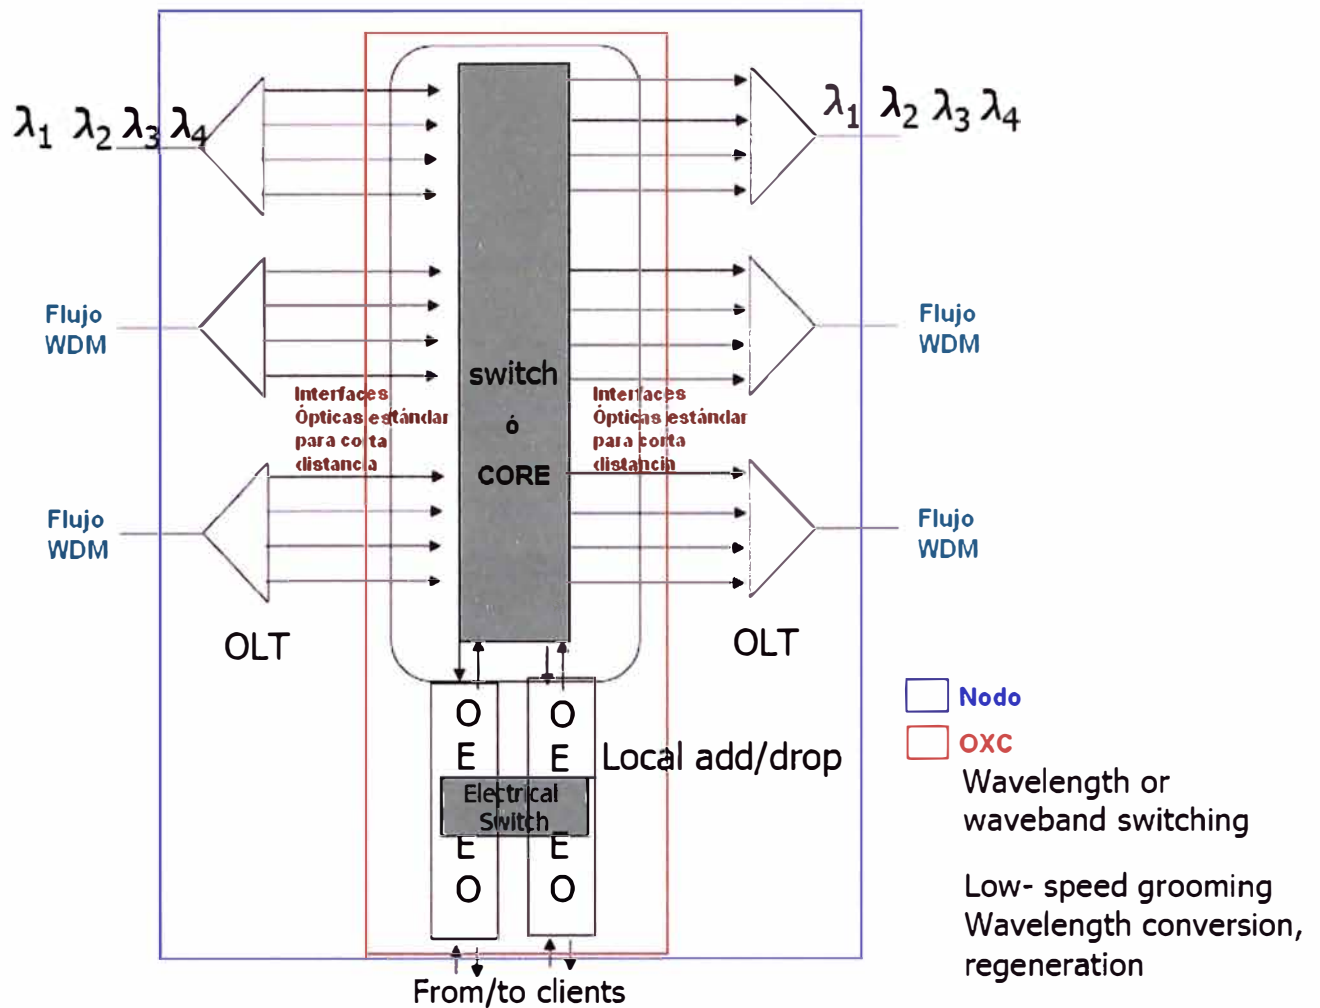 λ1 λ2 λ3 λ4
λ1 λ2 λ3 λ4
Flujo
WDM
Flujo
WDM
switch
ó
CORE
Interfaces
Ópticas estándar
para corta
distancia
Interfaces
Ópticas estándar
para corta
distancia
Flujo
WDM
Flujo
WDM
OLT
OLT
O
E
O
E
Local add/drop
Electrical
Switch
E
O
E
O
From/to clients
Nodo
OXC
Wavelength or
waveband switching
Low- speed grooming
Wavelength conversion,
regeneration